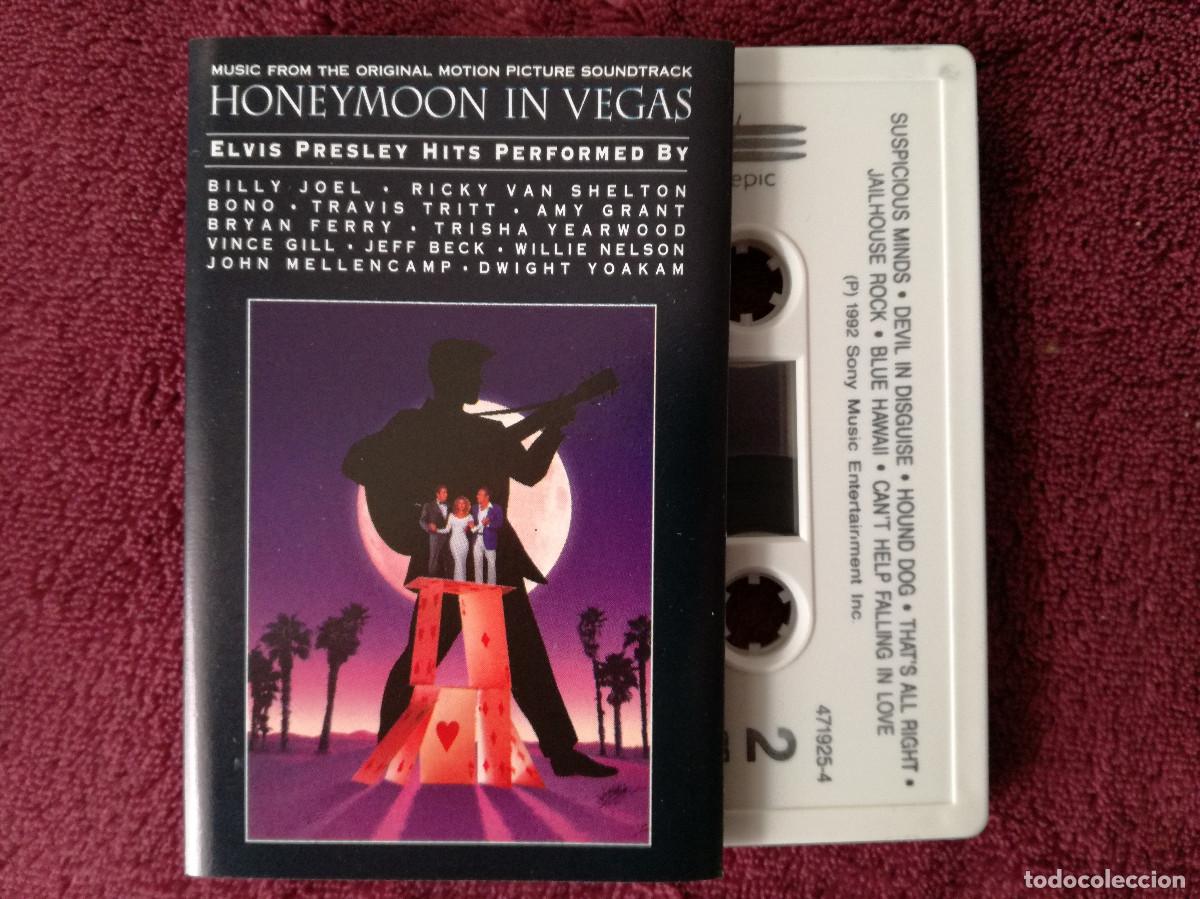 MUSIC FROM THE ORIGINAL MOTION PICTURE SOUNDTRACK
HONEYMOON IN VEGAS
ELVIS PRESLEY HITS PERFORMED BY
BILLY JOEL • RICKY VAN SHELTON
BONO • TRAVIS TRITT • AMY GRANT
BRYAN FERRY • TRISHA YEARWOOD
VINCE GILL • JEFF BECK • WILLIE NELSON
JOHN MELLENCAMP • DWIGHT YOAKAM
epic
SUSPICIOUS MINDS • DEVIL IN DISGUISE • HOUND DOG • THAT'S ALL RIGHT •
JAILHOUSE ROCK • BLUE HAWAII • CAN'T HELP FALLING IN LOVE
(P) 1992 Sony Music Entertainment Inc.
471925-4
2
todocoleccion